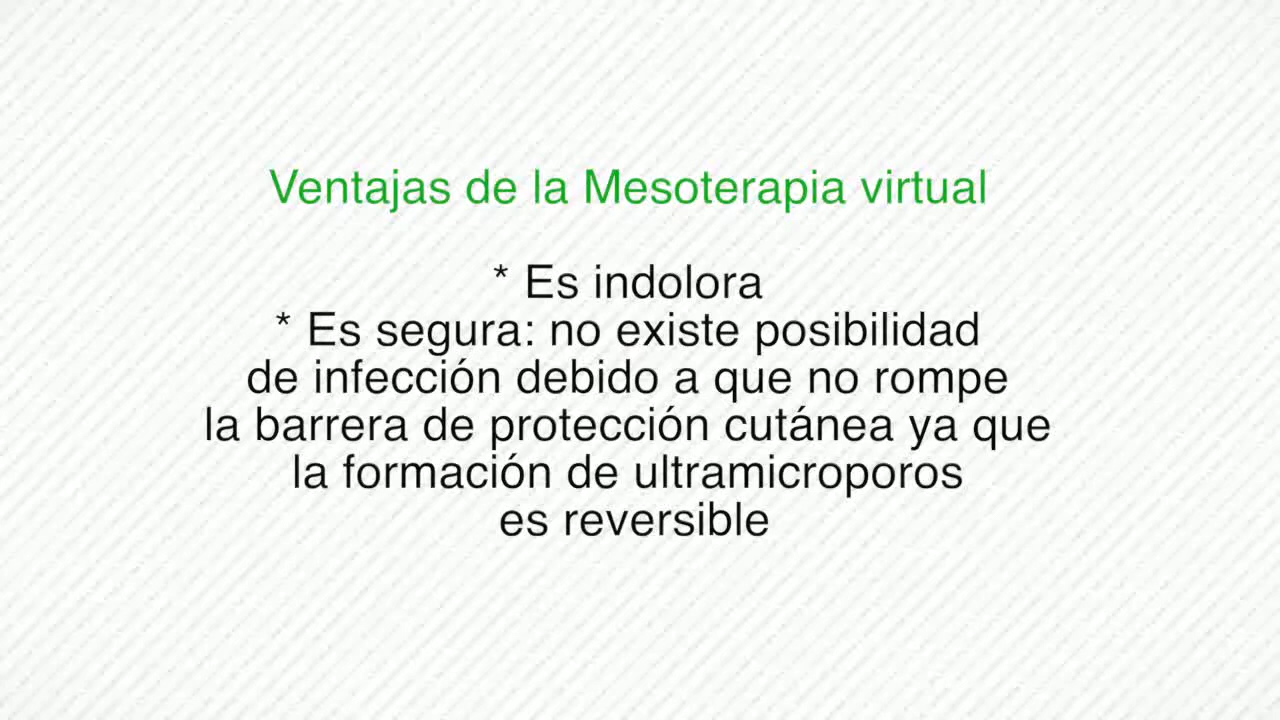 Ventajas de la Mesoterapia virtual
* Es indolora
* Es segura: no existe posibilidad
de infección debido a que no rompe
la barrera de protección cutánea ya que
la formación de ultramicroporos
es reversible